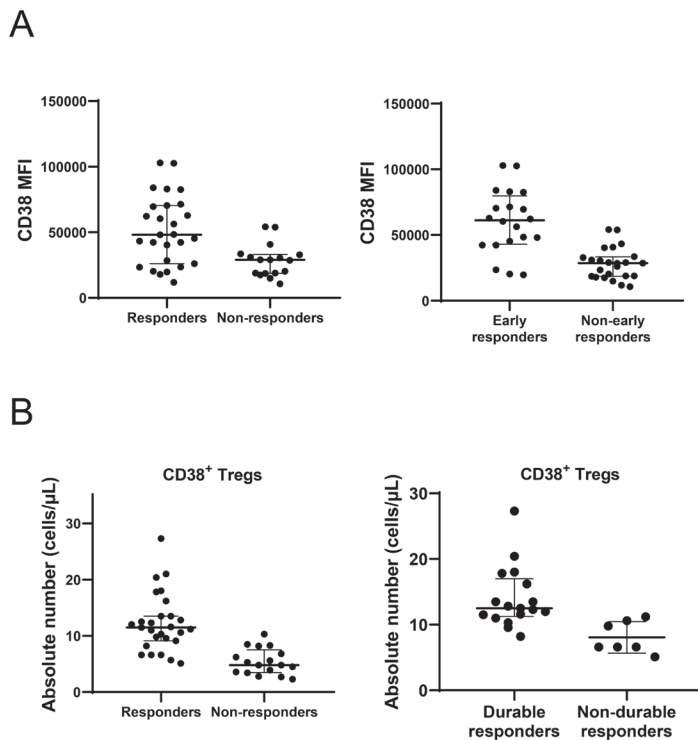 A
CD38 MFI
150000
100000
50000
0
Responders
Non-responders
CD38 MFI
150000
100000
50000
0
Early
responders
Non-early
responders
B
CD38+ Tregs
Absolute number (cells/μL)
30
20
10
0
Responders
Non-responders
CD38+ Tregs
Absolute number (cells/μL)
30
20
10
0
Durable
responders
Non-durable
responders